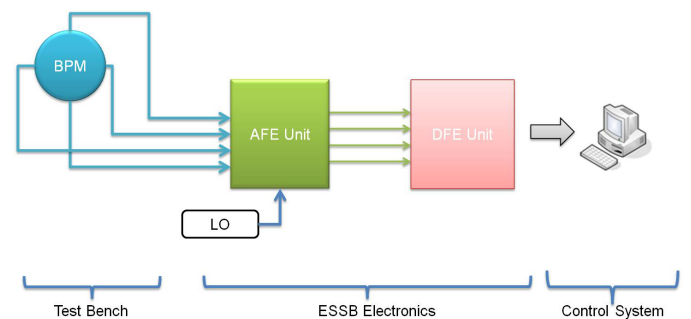 BPM
AFE Unit
DFE Unit
LO
Test Bench
ESSB Electronics
Control System